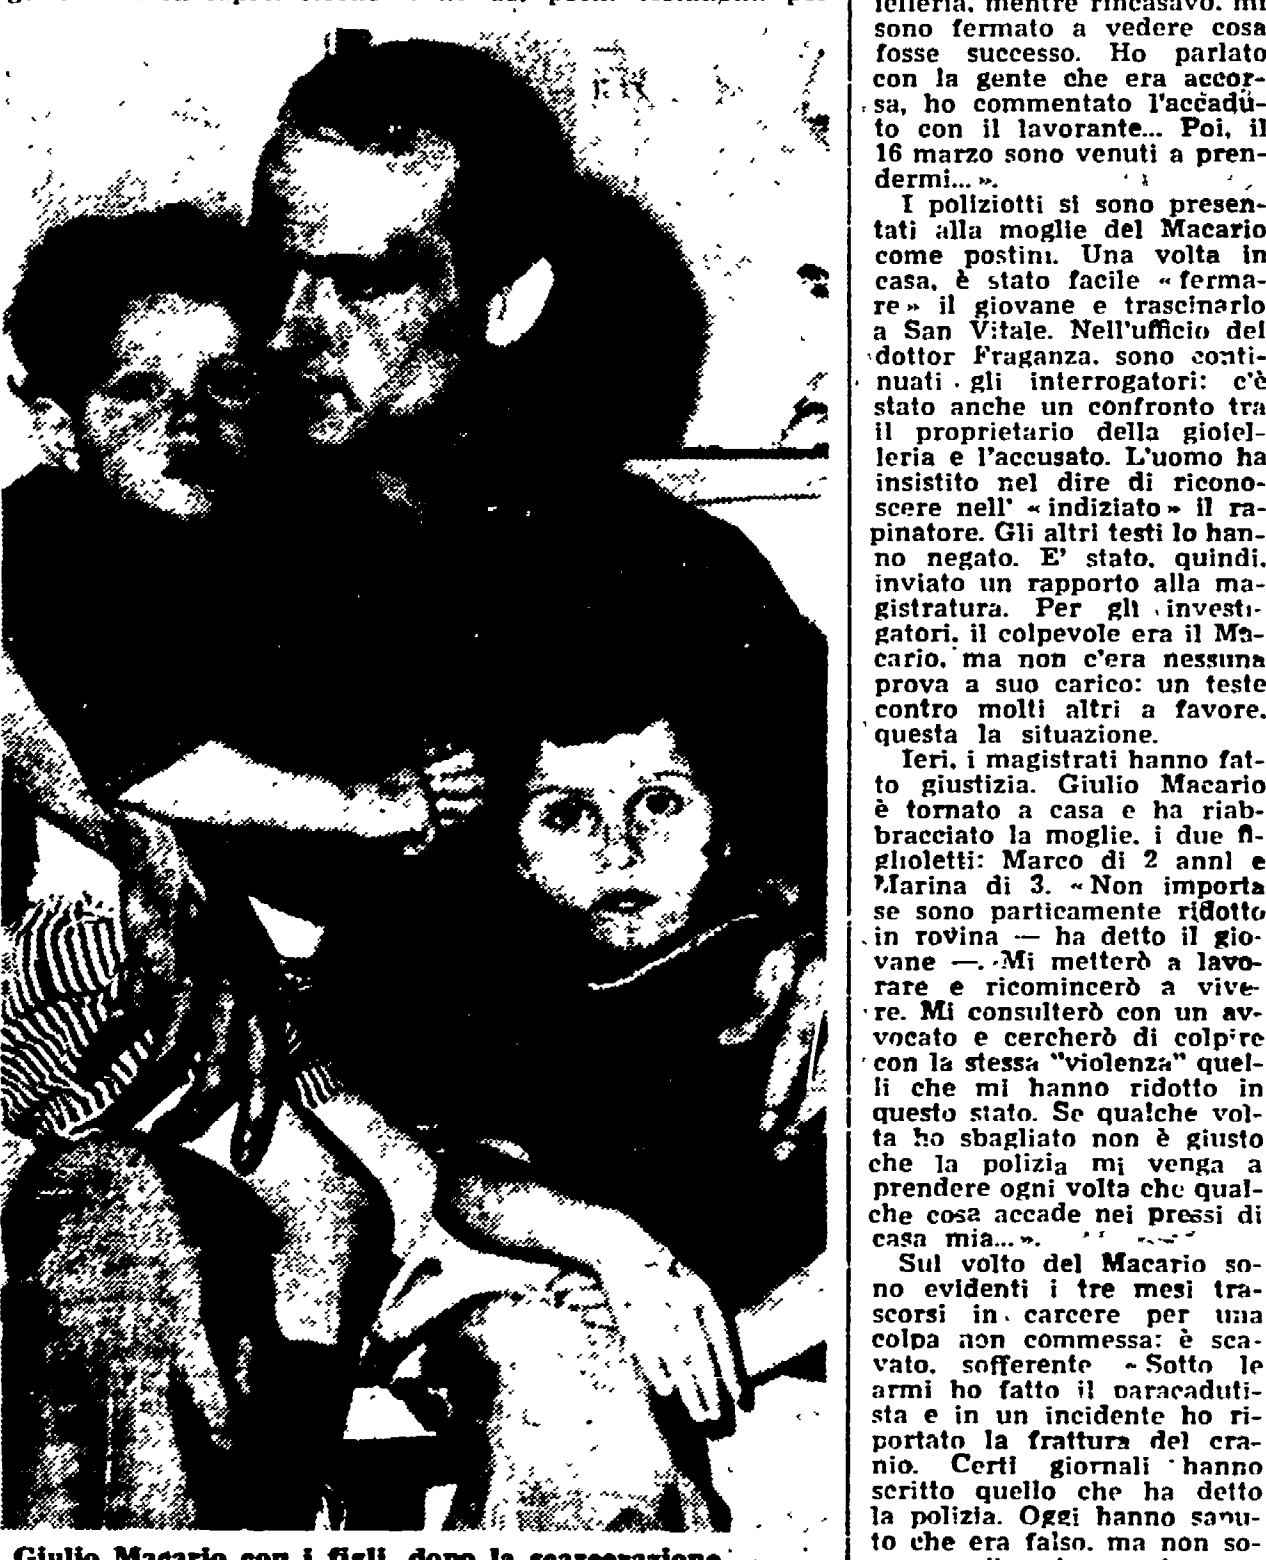 Giulio Macario con i figli, dopo la scarcerazione
ielleria, mentre rincasavo, mi
sono fermato a vedere cosa
fosse successo. Ho parlato
con la gente che era accor-
sa, ho commentato l'accadu-
to con il lavorante... Poi, il
16 marzo sono venuti a pren-
dermi... ».
I poliziotti si sono presen-
tati alla moglie del Macario
come postini. Una volta in
casa, è stato facile « ferma-
re » il giovane e trascinarlo
a San Vitale. Nell'ufficio del
dottor Fraganza, sono conti-
nuati gli interrogatori: c'è
stato anche un confronto tra
il proprietario della gioiel-
leria e l'accusato. L'uomo ha
insistito nel dire di ricono-
scere nell' « indiziato » il ra-
pinatore. Gli altri testi lo han-
no negato. E' stato, quindi,
inviato un rapporto alla ma-
gistratura. Per gli investi-
gatori, il colpevole era il Ma-
cario, ma non c'era nessuna
prova a suo carico: un teste
contro molti altri a favore,
questa la situazione.
Ieri, i magistrati hanno fat-
to giustizia. Giulio Macario
è tornato a casa e ha riab-
bracciato la moglie, i due fi-
glioletti: Marco di 2 anni e
Marina di 3. « Non importa
se sono particamente ridotto
in rovina — ha detto il gio-
vane —. Mi metterò a lavo-
rare e ricomincerò a vive-
re. Mi consulterò con un av-
vocato e cercherò di colpire
con la stessa "violenza" quel-
li che mi hanno ridotto in
questo stato. Se qualche vol-
ta ho sbagliato non è giusto
che la polizia mi venga a
prendere ogni volta che qual-
che cosa accade nei pressi di
casa mia... ».
Sul volto del Macario so-
no evidenti i tre mesi tra-
scorsi in carcere per una
colpa non commessa: è sca-
vato, sofferente « Sotto le
armi ho fatto il paracaduti-
sta e in un incidente ho ri-
portato la frattura del cra-
nio. Certi giornali hanno
scritto quello che ha detto
la polizia. Oggi hanno sapu-
to che era falso, ma non so-